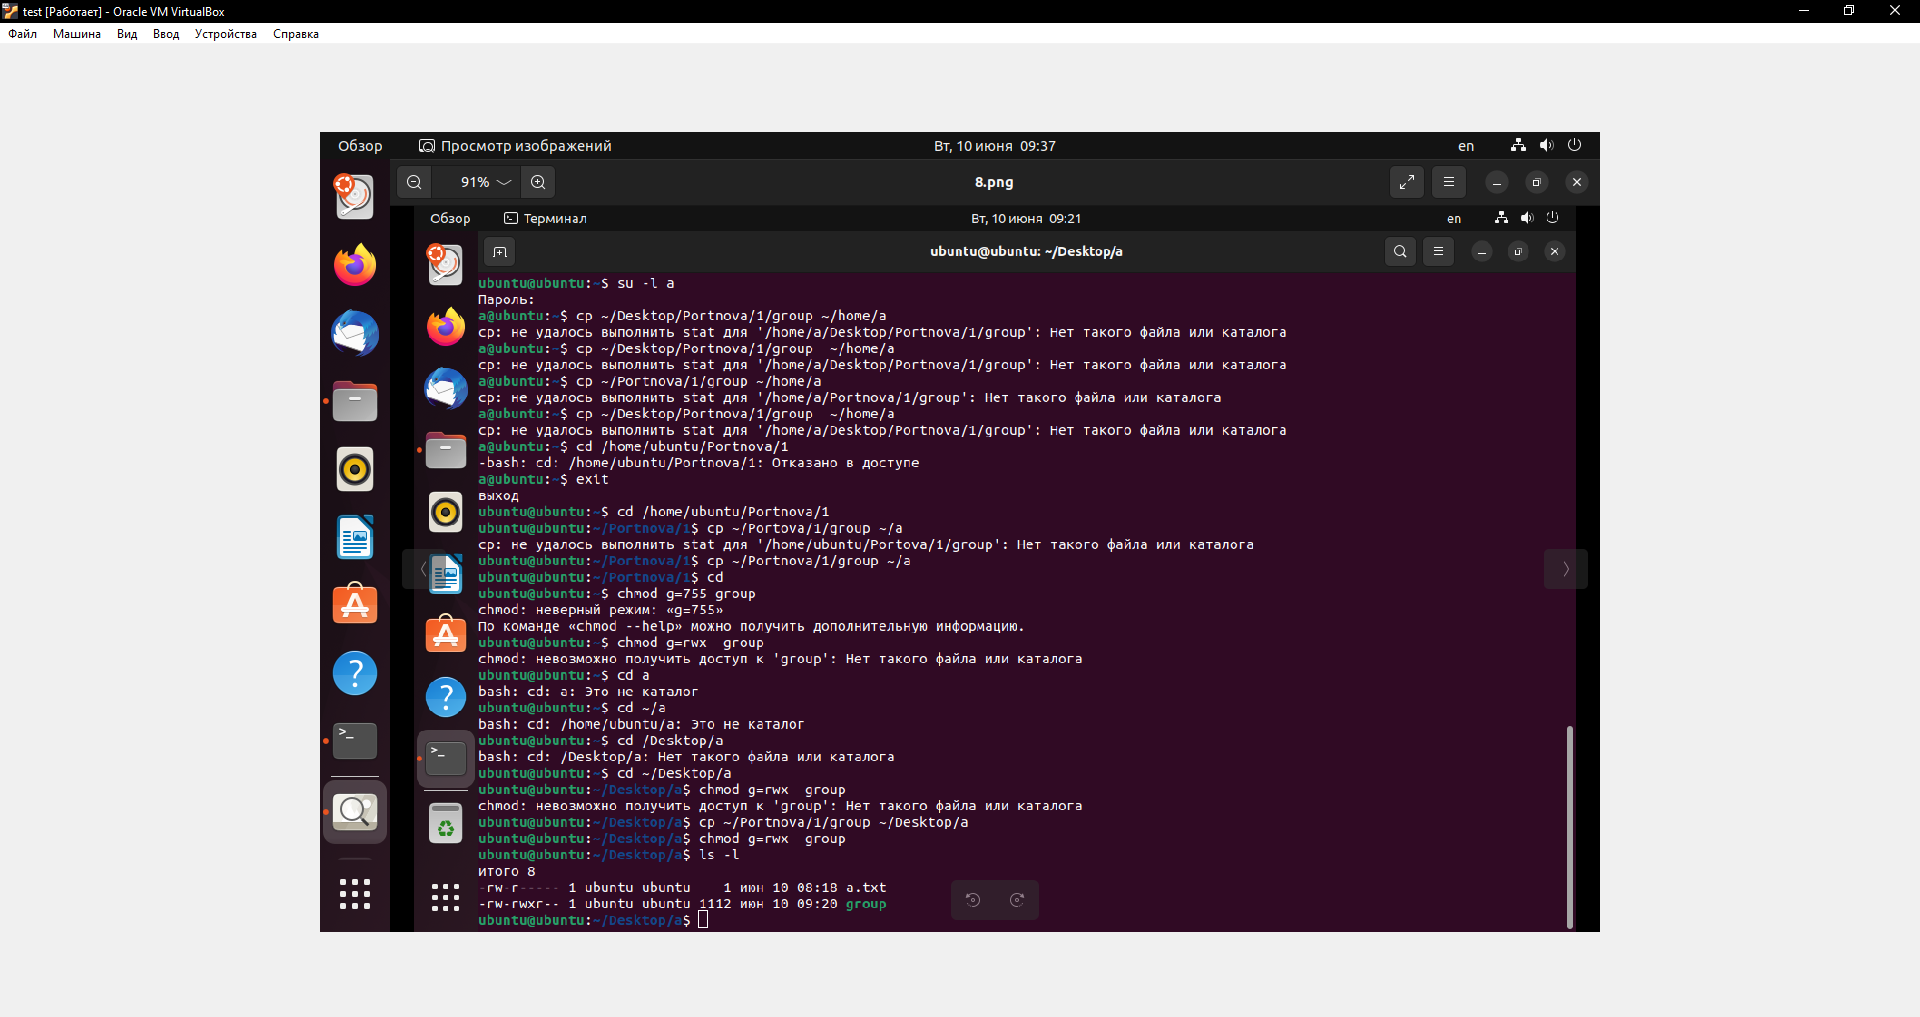 test [Работает] - Oracle VM VirtualBox
Файл Машина Вид Ввод Устройства Справка
Обзор Просмотр изображений Вт, 10 июня 09:37 en
91% 8.png
Обзор Терминал Вт, 10 июня 09:21 en
ubuntu@ubuntu: ~/Desktop/a
ubuntu@ubuntu:~$ su -l a
Пароль:
a@ubuntu:~$ cp ~/Desktop/Portnova/1/group ~/home/a
cp: не удалось выполнить stat для '/home/a/Desktop/Portnova/1/group': Нет такого файла или каталога
a@ubuntu:~$ cp ~/Desktop/Portnova/1/group  ~/home/a
cp: не удалось выполнить stat для '/home/a/Desktop/Portnova/1/group': Нет такого файла или каталога
a@ubuntu:~$ cp ~/Portnova/1/group ~/home/a
cp: не удалось выполнить stat для '/home/a/Portnova/1/group': Нет такого файла или каталога
a@ubuntu:~$ cp ~/Desktop/Portnova/1/group  ~/home/a
cp: не удалось выполнить stat для '/home/a/Desktop/Portnova/1/group': Нет такого файла или каталога
a@ubuntu:~$ cd /home/ubuntu/Portnova/1
-bash: cd: /home/ubuntu/Portnova/1: Отказано в доступе
a@ubuntu:~$ exit
выход
ubuntu@ubuntu:~$ cd /home/ubuntu/Portnova/1
ubuntu@ubuntu:~/Portnova/1$ cp ~/Portova/1/group ~/a
cp: не удалось выполнить stat для '/home/ubuntu/Portova/1/group': Нет такого файла или каталога
ubuntu@ubuntu:~/Portnova/1$ cp ~/Portnova/1/group ~/a
ubuntu@ubuntu:~/Portnova/1$ cd
ubuntu@ubuntu:~$ chmod g=755 group
chmod: неверный режим: «g=755»
По команде «chmod --help» можно получить дополнительную информацию.
ubuntu@ubuntu:~$ chmod g=rwx  group
chmod: невозможно получить доступ к 'group': Нет такого файла или каталога
ubuntu@ubuntu:~$ cd a
bash: cd: a: Это не каталог
ubuntu@ubuntu:~$ cd ~/a
bash: cd: /home/ubuntu/a: Это не каталог
ubuntu@ubuntu:~$ cd /Desktop/a
bash: cd: /Desktop/a: Нет такого файла или каталога
ubuntu@ubuntu:~$ cd ~/Desktop/a
ubuntu@ubuntu:~/Desktop/a$ chmod g=rwx  group
chmod: невозможно получить доступ к 'group': Нет такого файла или каталога
ubuntu@ubuntu:~/Desktop/a$ cp ~/Portnova/1/group ~/Desktop/a
ubuntu@ubuntu:~/Desktop/a$ chmod g=rwx  group
ubuntu@ubuntu:~/Desktop/a$ ls -l
итого 8
-rw-r----- 1 ubuntu ubuntu    1 июн 10 08:18 a.txt
-rw-rwxr-- 1 ubuntu ubuntu 1112 июн 10 09:20 group
ubuntu@ubuntu:~/Desktop/a$